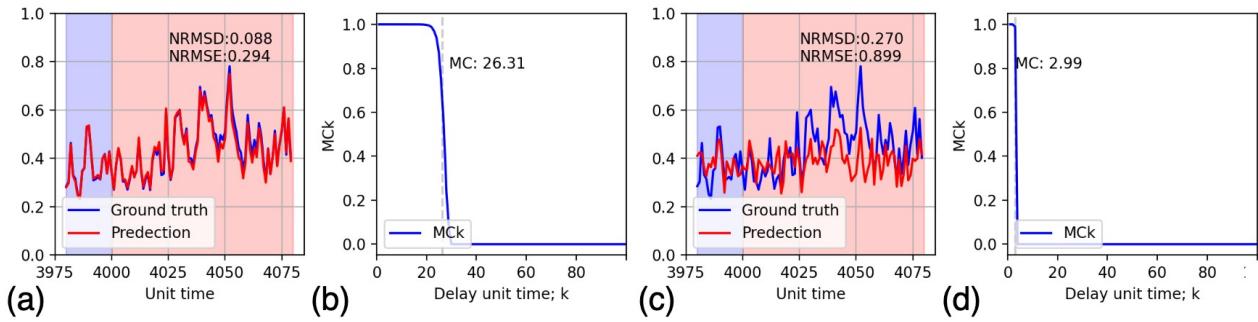 1.0
0.8
0.6
0.4
0.2
0.0
NRMSD:0.088
NRMSE:0.294
Ground truth
Predection
3975 4000 4025 4050 4075
Unit time
(a)
MCk
1.0
0.8
0.6
0.4
0.2
0.0
MC: 26.31
MCk
0 20 40 60 80
Delay unit time; k
(b)
1.0
0.8
0.6
0.4
0.2
0.0
NRMSD:0.270
NRMSE:0.899
Ground truth
Predection
3975 4000 4025 4050 4075
Unit time
(c)
MCk
1.0
0.8
0.6
0.4
0.2
0.0
MC: 2.99
MCk
0 20 40 60 80
Delay unit time; k
(d)